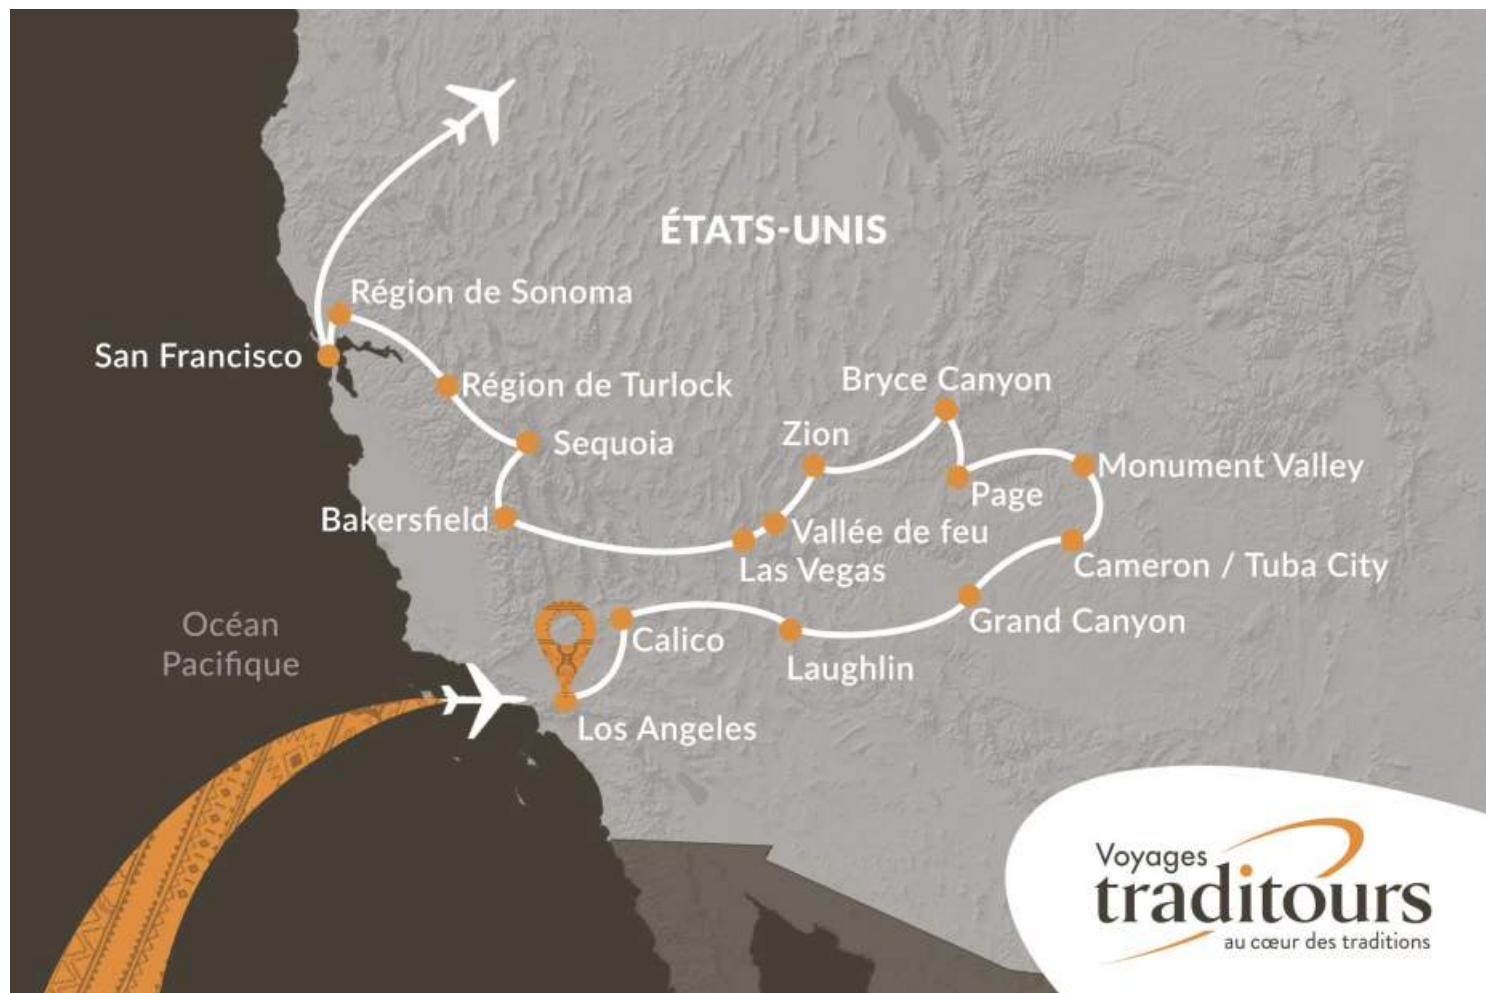 ÉTATS-UNIS
Région de Sonoma
San Francisco
Région de Turlock
Bryce Canyon
Sequoia
Zion
Monument Valley
Page
Bakersfield
Vallée de feu
Las Vegas
Cameron / Tuba City
Grand Canyon
Océan
Pacifique
Calico
Laughlin
Los Angeles
Voyages
traditours
au cœur des traditions